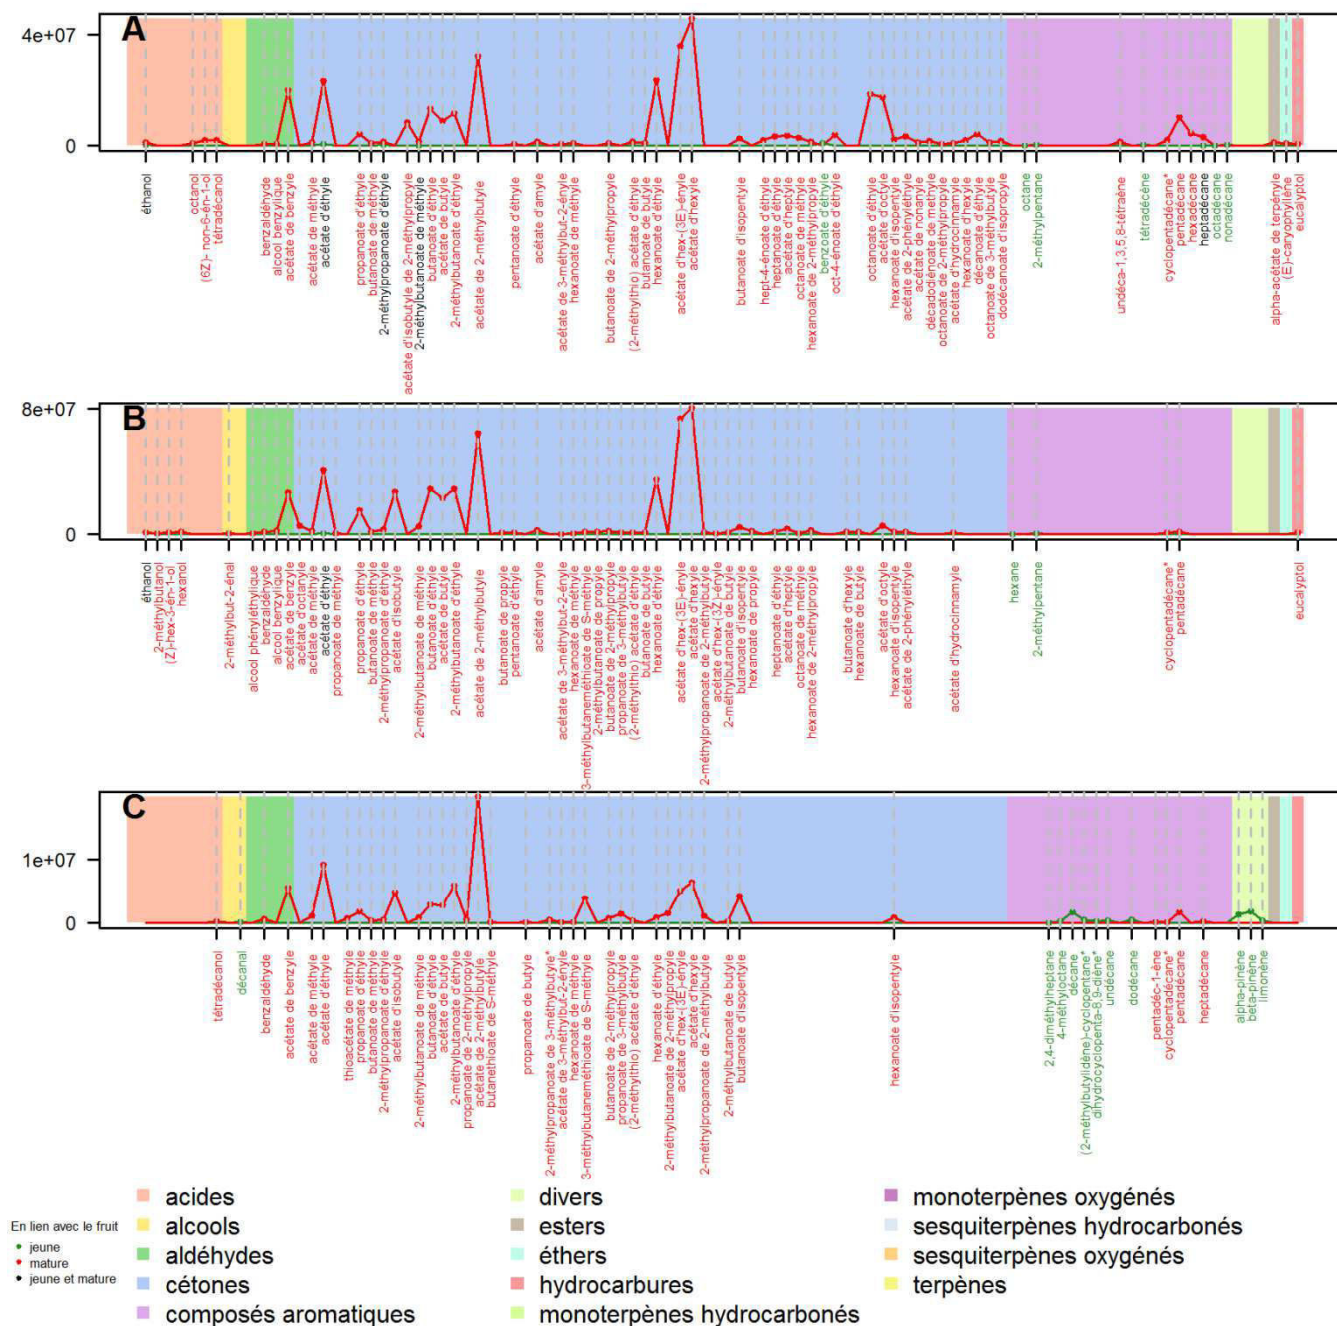 A
4e+07
0
éthanol
octanol
(6Z)- non-6-én-1-ol
tétradécanol
benzaldéhyde
alcool benzylique
acétate de benzyle
acétate de méthyle
acétate d'éthyle
propanoate d'éthyle
butanoate de méthyle
2-méthylpropanoate d'éthyle
acétate d'isobutyle de 2-méthylpropyle
2-méthylbutanoate de méthyle
butanoate d'éthyle
acétate de butyle
2-méthylbutanoate d'éthyle
acétate de 2-méthylbutyle
pentanoate d'éthyle
acétate d'amyle
acétate de 3-méthylbut-2-ényle
hexanoate de méthyle
butanoate de 2-méthylpropyle
(2-méthylthio) acétate d'éthyle
butanoate de butyle
hexanoate d'éthyle
acétate d'hex-(3E)-ényle
acétate d'hexyle
butanoate d'isopentyle
hept-4-énoate d'éthyle
heptanoate d'éthyle
acétate d'heptyle
octanoate de méthyle
hexanoate de 2-méthylpropyle
benzoate d'éthyle
oct-4-énoate d'éthyle
octanoate d'éthyle
acétate d'octyle
hexanoate d'isopentyle
acétate de 2-phényléthyle
acétate de nonanyle
décadodiénoate de méthyle
octanoate de 2-méthylpropyle
acétate d'hydrocinnamyle
hexanoate d'hexyle
décanoate d'éthyle
octanoate de 3-méthylbutyle
dodécanoate d'isopropyle
octane
2-méthylpentane
undéca-1,3,5,8-tétraène
tétradécène
cyclopentadécane*
pentadécane
hexadécane
heptadécane
octadécane
nonadécane
alpha-acétate de terpényle
(E)-caryophyllène
eucalyptol
B
8e+07
0
éthanol
2-méthylbutanol
(Z)-hex-3-èn-1-ol
hexanol
2-méthylbut-2-énal
alcool phényléthylique
benzaldéhyde
alcool benzylique
acétate de benzyle
acétate d'octanyle
acétate de méthyle
acétate d'éthyle
propanoate de méthyle
propanoate d'éthyle
butanoate de méthyle
2-méthylpropanoate d'éthyle
acétate d'isobutyle
2-méthylbutanoate de méthyle
butanoate d'éthyle
acétate de butyle
2-méthylbutanoate d'éthyle
acétate de 2-méthylbutyle
butanoate de propyle
pentanoate d'éthyle
acétate d'amyle
acétate de 3-méthylbut-2-ényle
hexanoate de méthyle
3-méthylbutaneméthioate de S-méthyle
2-méthylbutanoate de propyle
butanoate de 2-méthylpropyle
propanoate de 3-méthylbutyle
(2-méthylthio) acétate d'éthyle
butanoate de butyle
hexanoate d'éthyle
acétate d'hex-(3E)-ényle
acétate d'hexyle
2-méthylpropanoate de 2-méthylbutyle
acétate d'hex-(3Z)-ényle
2-méthylbutanoate de butyle
butanoate d'isopentyle
hexanoate de propyle
heptanoate d'éthyle
acétate d'heptyle
octanoate de méthyle
hexanoate de 2-méthylpropyle
butanoate d'hexyle
hexanoate de butyle
acétate d'octyle
hexanoate d'isopentyle
acétate de 2-phényléthyle
acétate d'hydrocinnamyle
hexane
2-méthylpentane
cyclopentadécane*
pentadécane
eucalyptol
C
1e+07
0
tétradécanol
décanal
benzaldéhyde
acétate de benzyle
acétate de méthyle
acétate d'éthyle
thioacétate de méthyle
propanoate d'éthyle
butanoate de méthyle
2-méthylpropanoate d'éthyle
acétate d'isobutyle
2-méthylbutanoate de méthyle
butanoate d'éthyle
acétate de butyle
2-méthylbutanoate d'éthyle
propanoate de 2-méthylpropyle
acétate de 2-méthylbutyle
butanethioate de S-méthyle
propanoate de butyle
2-méthylpropanoate de 3-méthylbutyle*
acétate de 3-méthylbut-2-ényle
hexanoate de méthyle
3-méthylbutaneméthioate de S-méthyle
butanoate de 2-méthylpropyle
propanoate de 3-méthylbutyle
(2-méthylthio) acétate d'éthyle
hexanoate d'éthyle
2-méthylbutanoate de 2-méthylpropyle
acétate d'hex-(3E)-ényle
acétate d'hexyle
2-méthylpropanoate de 2-méthylbutyle
2-méthylbutanoate de butyle
butanoate d'isopentyle
hexanoate d'isopentyle
2,4-diméthylheptane
4-méthyloctane
décane
(2-méthylbutylidène)-cyclopentane*
dihydrocyclopenta-8,9-diène*
undécane
dodécane
pentadéc-1-ène
cyclopentadécane*
pentadécane
heptadécane
alpha-pinène
beta-pinène
limonène
En lien avec le fruit
jeune
mature
jeune et mature
acides
alcools
aldéhydes
cétones
composés aromatiques
divers
esters
éthers
hydrocarbures
monoterpènes hydrocarbonés
monoterpènes oxygénés
sesquiterpènes hydrocarbonés
sesquiterpènes oxygénés
terpènes